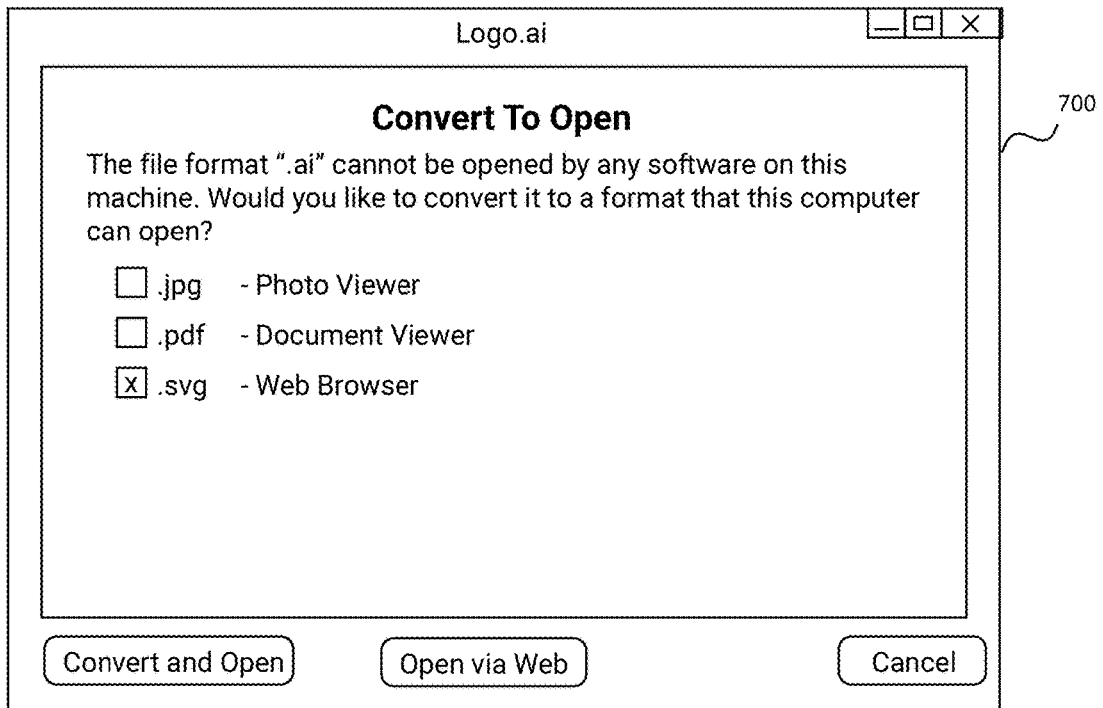 Logo.ai
700
Convert To Open
The file format “.ai” cannot be opened by any software on this
machine. Would you like to convert it to a format that this computer
can open?
.jpg - Photo Viewer
.pdf - Document Viewer
x .svg - Web Browser
Convert and Open Open via Web Cancel